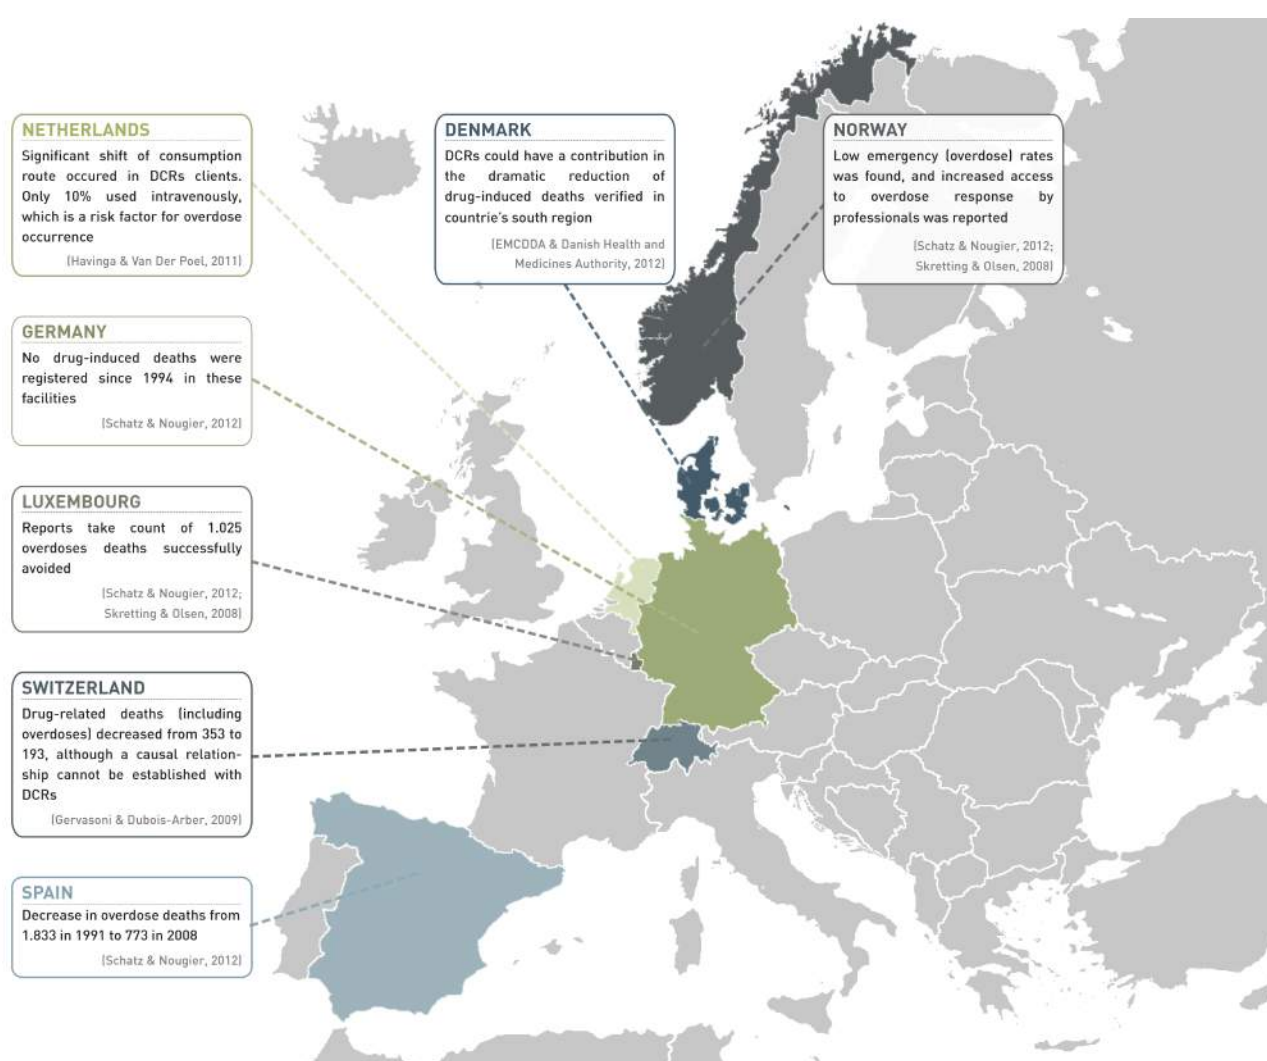 NETHERLANDS
Significant shift of consumption
route occured in DCRs clients.
Only 10% used intravenously,
which is a risk factor for overdose
occurrence
(Havinga & Van Der Poel, 2011)
DENMARK
DCRs could have a contribution in
the dramatic reduction of
drug-induced deaths verified in
countrie's south region
(EMCDDA & Danish Health and
Medicines Authority, 2012)
NORWAY
Low emergency (overdose) rates
was found, and increased access
to overdose response by
professionals was reported
(Schatz & Nougier, 2012;
Skretting & Olsen, 2008)
GERMANY
No drug-induced deaths were
registered since 1994 in these
facilities
(Schatz & Nougier, 2012)
LUXEMBOURG
Reports take count of 1.025
overdoses deaths successfully
avoided
(Schatz & Nougier, 2012;
Skretting & Olsen, 2008)
SWITZERLAND
Drug-related deaths (including
overdoses) decreased from 353 to
193, although a causal relation-
ship cannot be established with
DCRs
(Gervasoni & Dubois-Arber, 2009)
SPAIN
Decrease in overdose deaths from
1.833 in 1991 to 773 in 2008
(Schatz & Nougier, 2012)